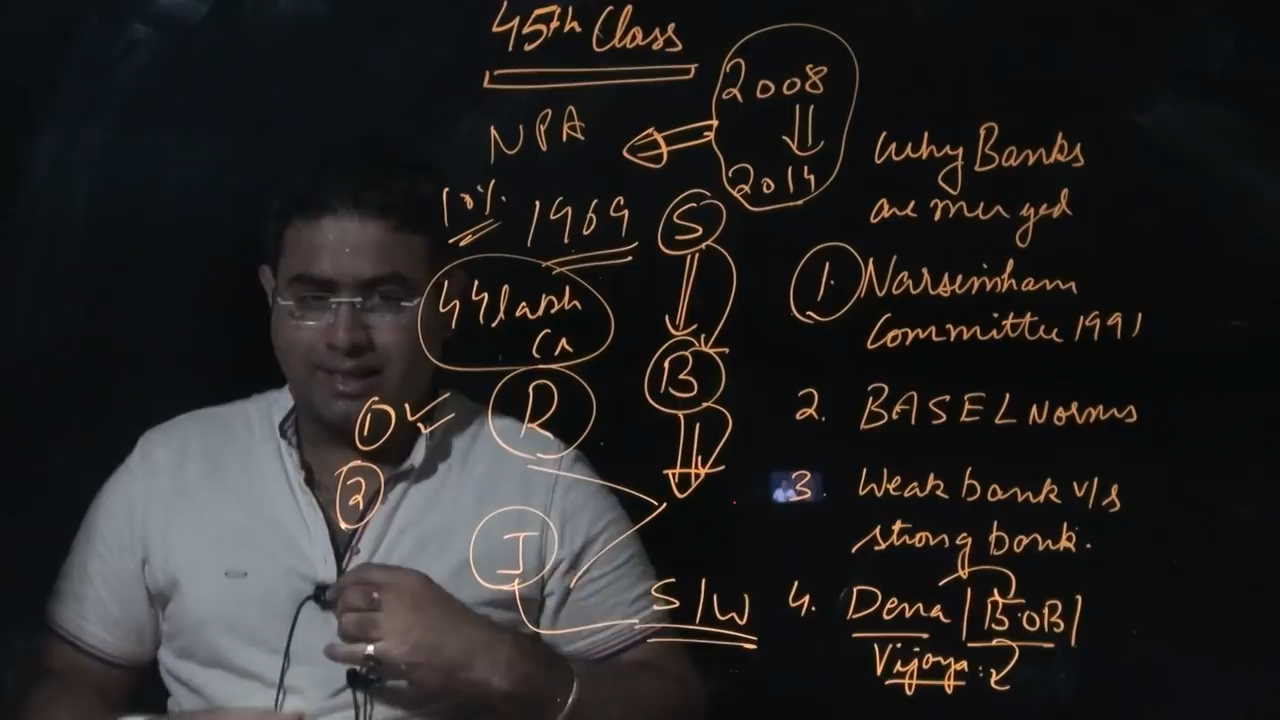 45th Class
2008
2014
NPA
10%
1969
44 lakh
Cr
S
B
R
I
1
2
S/W
Why Banks
are merged
1. Narsimham
Committee 1991
2. BASEL Norms
3. Weak bank v/s
strong bank.
4. Dena | B.O.B |
Vijaya